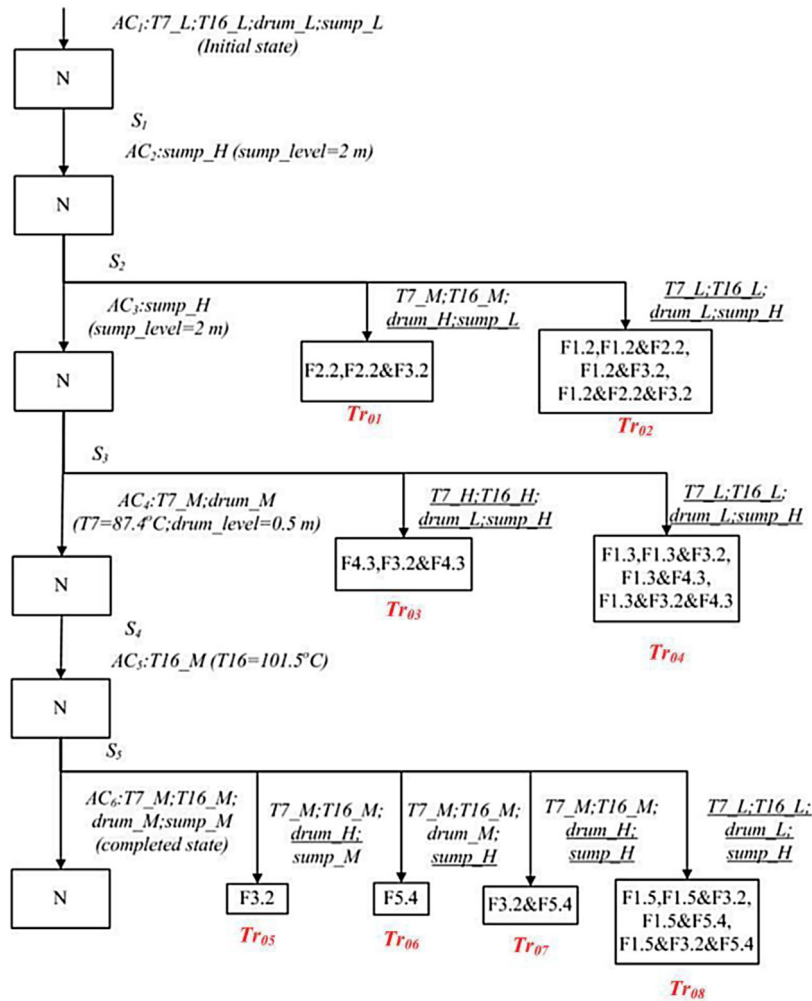 AC1:T7_L;T16_L;drum_L;sump_L
(Initial state)
N
S1
AC2:sump_H (sump_level=2 m)
N
S2
AC3:sump_H
(sump_level=2 m)
T7_M;T16_M;
drum_H;sump_L
T7_L;T16_L;
drum_L;sump_H
F2.2,F2.2&F3.2
F1.2,F1.2&F2.2,
F1.2&F3.2,
F1.2&F2.2&F3.2
N
Tr01
Tr02
S3
AC4:T7_M;drum_M
(T7=87.4°C;drum_level=0.5 m)
T7_H;T16_H;
drum_L;sump_H
T7_L;T16_L;
drum_L;sump_H
N
F4.3,F3.2&F4.3
F1.3,F1.3&F3.2,
F1.3&F4.3,
F1.3&F3.2&F4.3
Tr03
Tr04
S4
AC5:T16_M (T16=101.5°C)
N
S5
AC6:T7_M;T16_M;
drum_M;sump_M
(completed state)
T7_M;T16_M;
drum_H;
sump_M
T7_M;T16_M;
drum_M;
sump_H
T7_M;T16_M;
drum_H;
sump_H
T7_L;T16_L;
drum_L;
sump_H
N
F3.2
F5.4
F3.2&F5.4
F1.5,F1.5&F3.2,
F1.5&F5.4,
F1.5&F3.2&F5.4
Tr05
Tr06
Tr07
Tr08